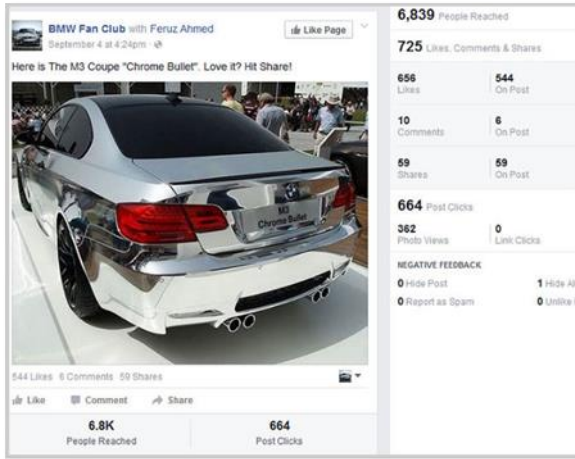 BMW Fan Club with Feruz Ahmed
September 4 at 4:24pm
Like Page
Here is The M3 Coupe "Chrome Bullet". Love it? Hit Share!
M3
Chrome Bullet
544 Likes 6 Comments 59 Shares
Like Comment Share
6.8K 664
People Reached Post Clicks
6,839 People Reached
725 Likes, Comments & Shares
656 544
Likes On Post
10 6
Comments On Post
59 59
Shares On Post
664 Post Clicks
362 0
Photo Views Link Clicks
NEGATIVE FEEDBACK
0 Hide Post 1 Hide Al
0 Report as Spam 0 Unlike